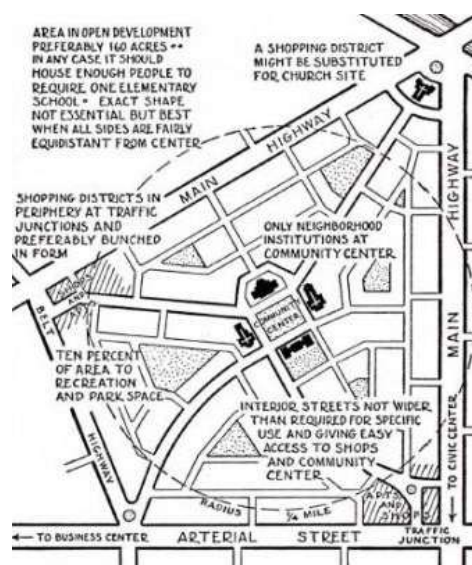 AREA IN OPEN DEVELOPMENT
PREFERABLY 160 ACRES **
IN ANY CASE IT SHOULD
HOUSE ENOUGH PEOPLE TO
REQUIRE ONE ELEMENTARY
SCHOOL * EXACT SHAPE
NOT ESSENTIAL BUT BEST
WHEN ALL SIDES ARE FAIRLY
EQUIDISTANT FROM CENTER
A SHOPPING DISTRICT
MIGHT BE SUBSTITUTED
FOR CHURCH SITE
MAIN HIGHWAY
HIGHWAY
MAIN
SHOPPING DISTRICTS IN
PERIPHERY AT TRAFFIC
JUNCTIONS AND
PREFERABLY BUNCHED
IN FORM
ONLY NEIGHBORHOOD
INSTITUTIONS AT
COMMUNITY CENTER
SHOPS
AND
COMMUNITY
CENTER
BELT
HIGHWAY
TEN PERCENT
OF AREA TO
RECREATION
AND PARK SPACE
INTERIOR STREETS NOT WIDER
THAN REQUIRED FOR SPECIFIC
USE AND GIVING EASY
ACCESS TO SHOPS
AND COMMUNITY
CENTER
TO CIVIC CENTER
RADIUS
1/4 MILE
APTS
AND
SHOPS
TRAFFIC
JUNCTION
TO BUSINESS CENTER
ARTERIAL STREET